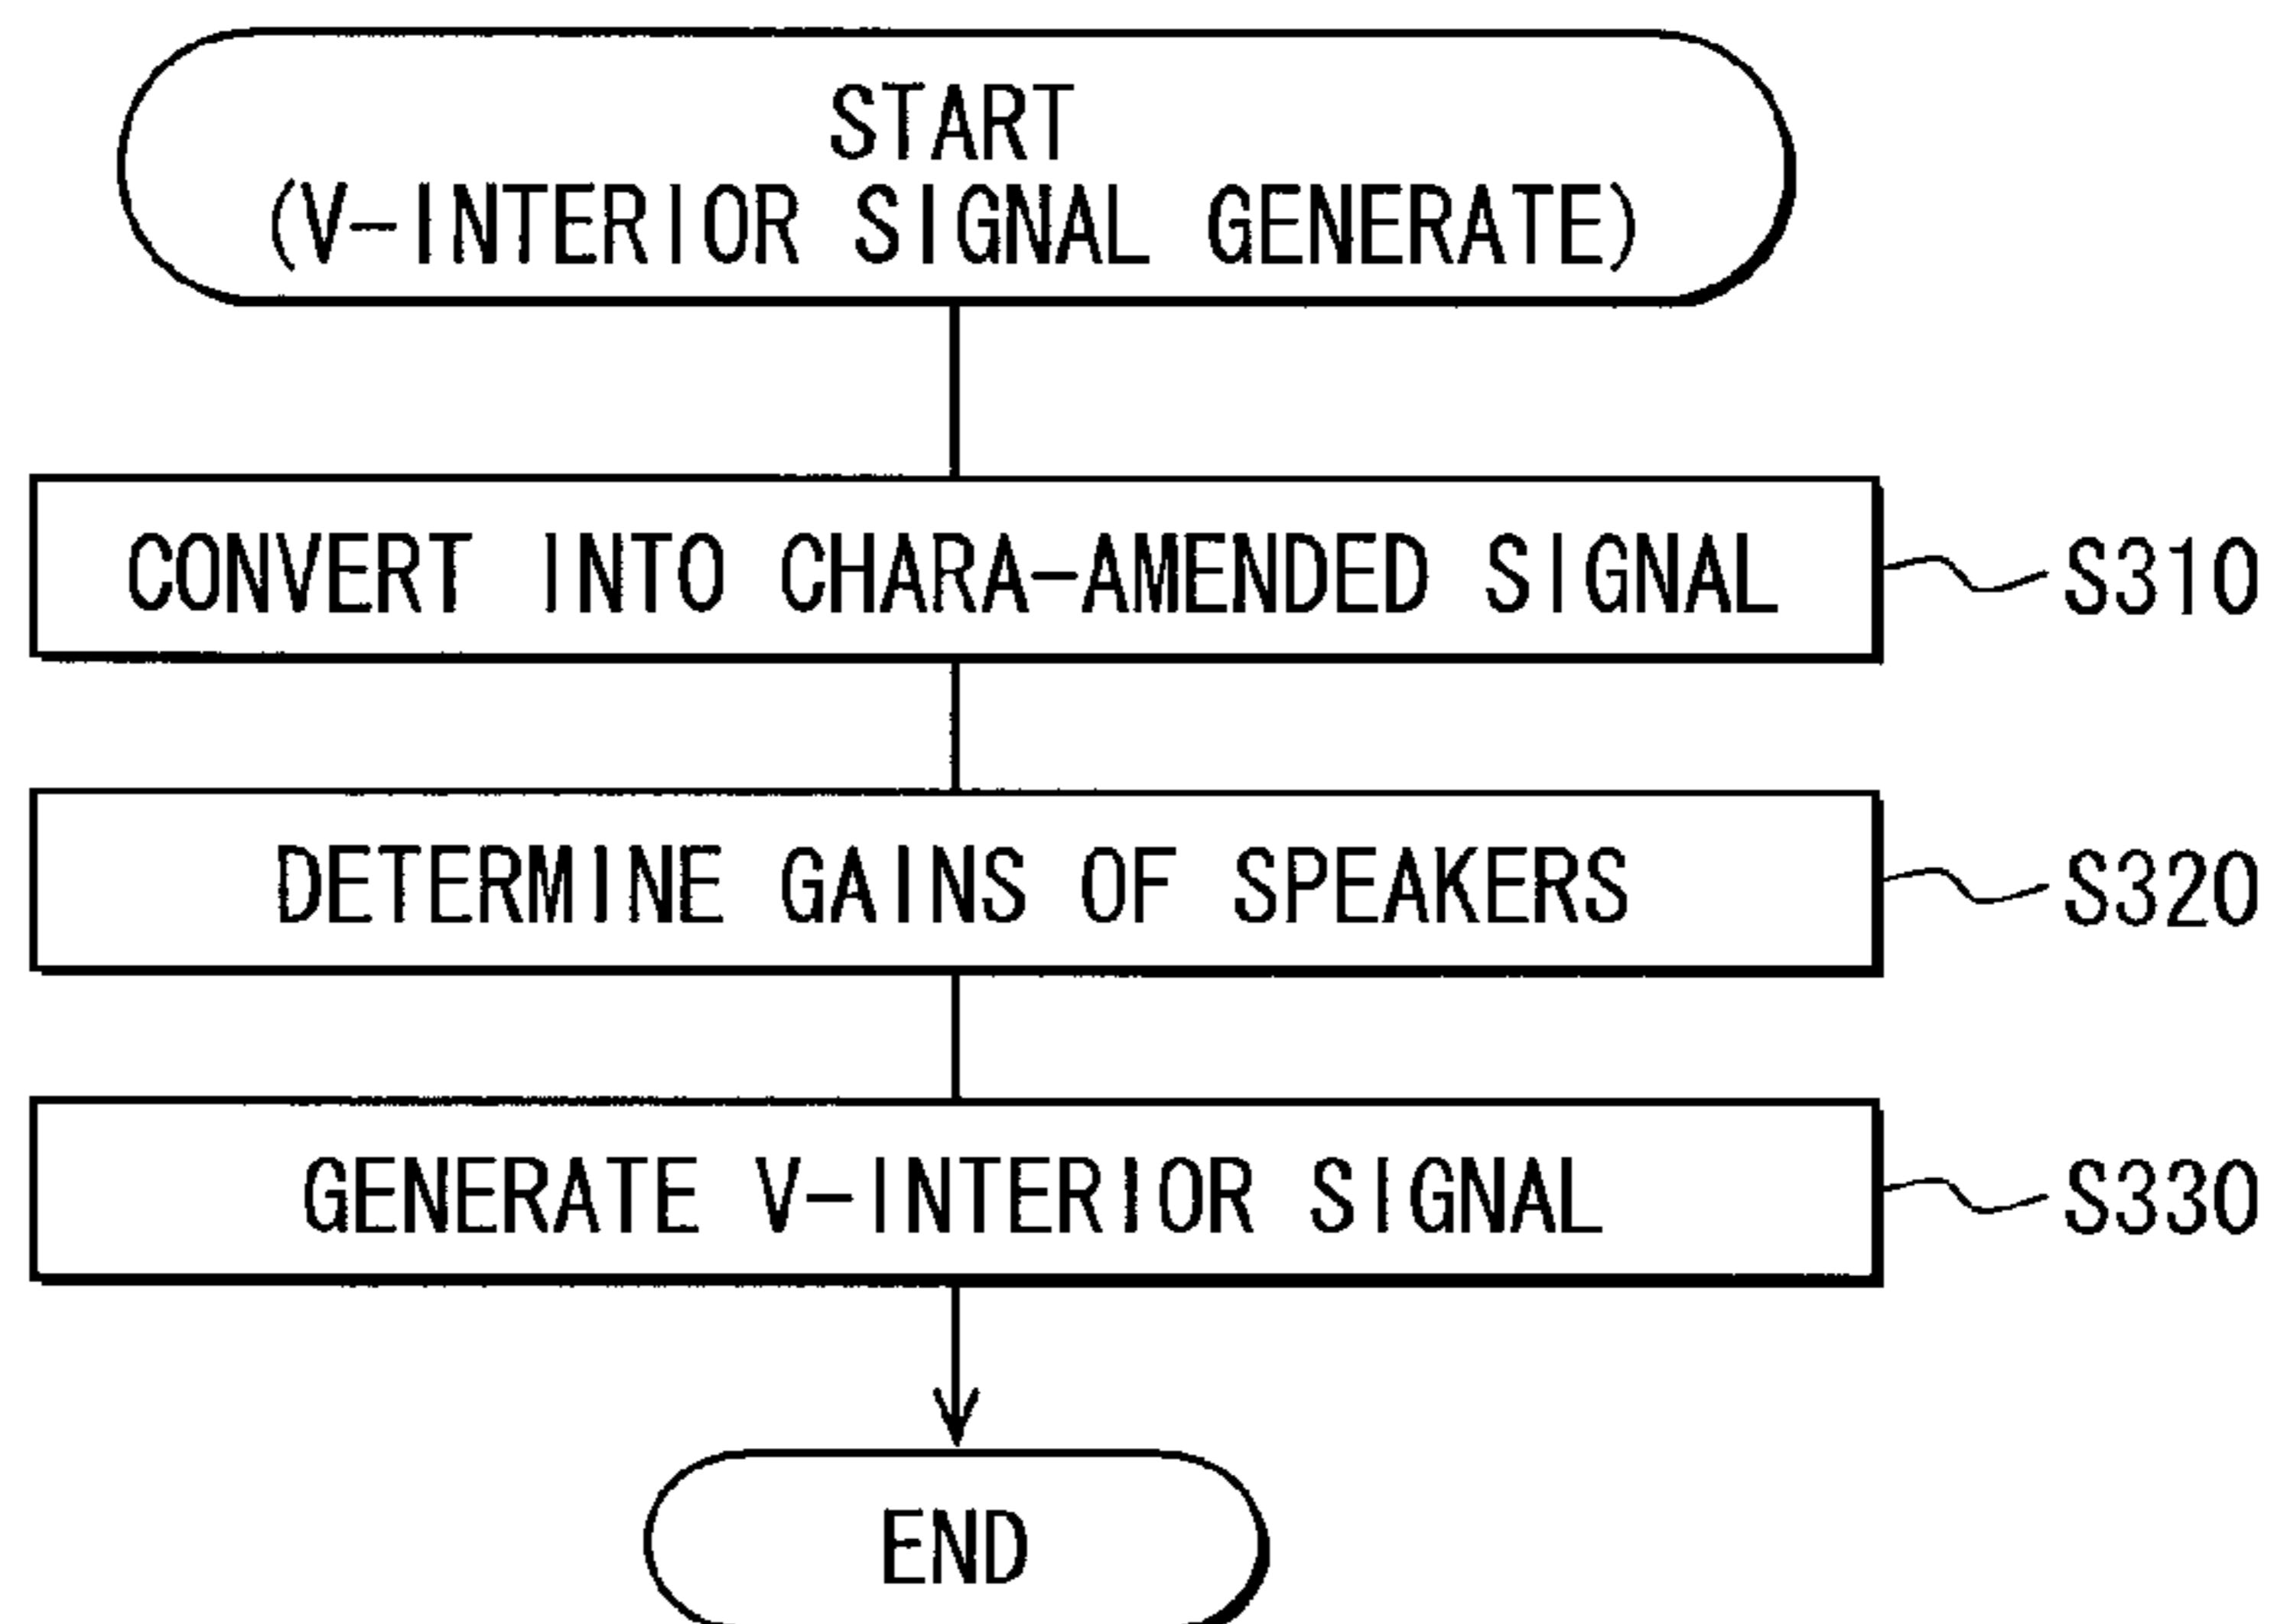 START
(V-INTERIOR SIGNAL GENERATE)
CONVERT INTO CHARA-AMENDED SIGNAL
S310
DETERMINE GAINS OF SPEAKERS
S320
GENERATE V-INTERIOR SIGNAL
S330
END